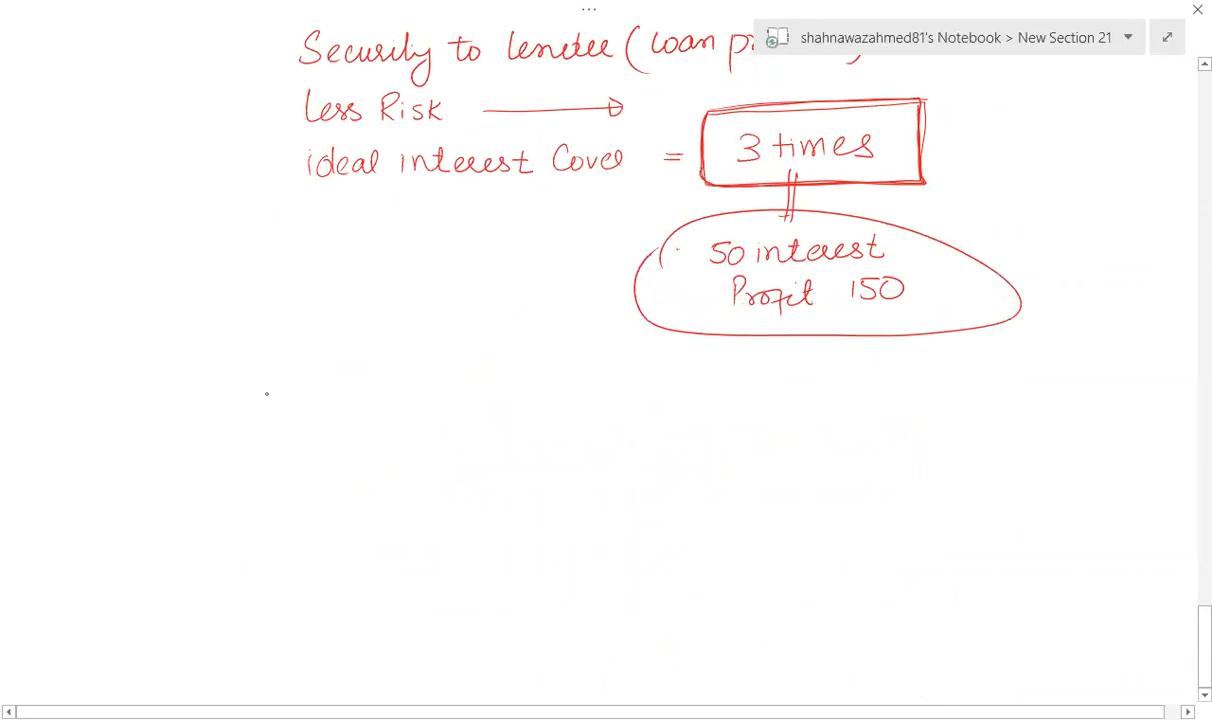 ...
shahnawazahmed81's Notebook > New Section 21
Security to lender (Loan
less Risk →
ideal interest Cover = 3 times
50 interest
Profit 150